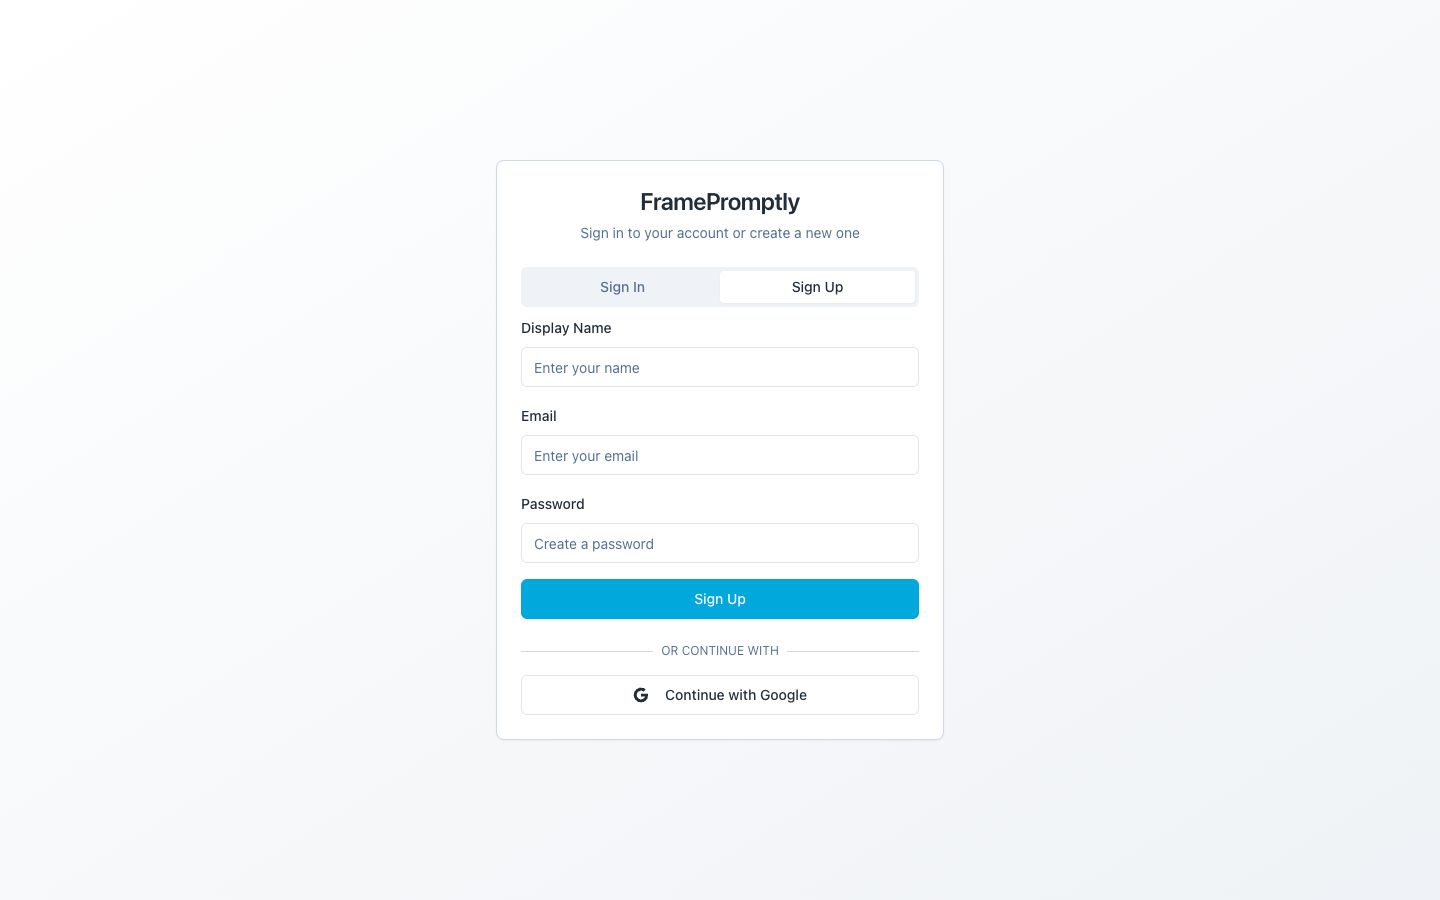 FramePromptly
Sign in to your account or create a new one
Sign In
Sign Up
Display Name
Enter your name
Email
Enter your email
Password
Create a password
Sign Up
OR CONTINUE WITH
Continue with Google